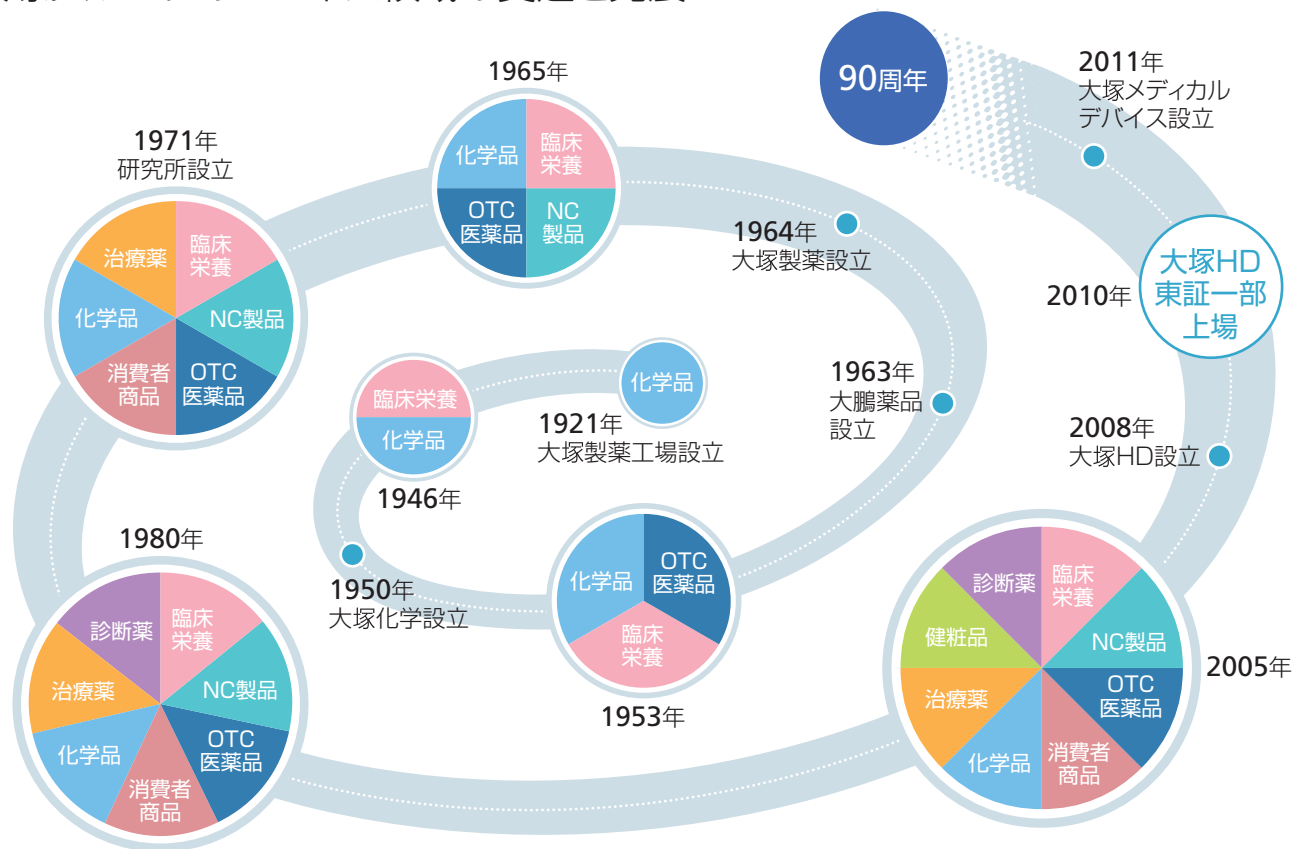 90周年
2011年
大塚メディカル
デバイス設立
1965年
化学品
臨床
栄養
OTC
医薬品
NC
製品
1971年
研究所設立
治療薬
臨床
栄養
化学品
NC製品
消費者
商品
OTC
医薬品
1964年
大塚製薬設立
2010年
大塚HD
東証一部
上場
臨床栄養
化学品
1946年
化学品
1921年
大塚製薬工場設立
1963年
大鵬薬品
設立
2008年
大塚HD設立
1980年
診断薬
臨床
栄養
治療薬
NC製品
化学品
OTC
医薬品
消費者
商品
1950年
大塚化学設立
化学品
OTC
医薬品
臨床
栄養
1953年
診断薬
臨床
栄養
健粧品
NC製品
治療薬
OTC
医薬品
化学品
消費者
商品
2005年